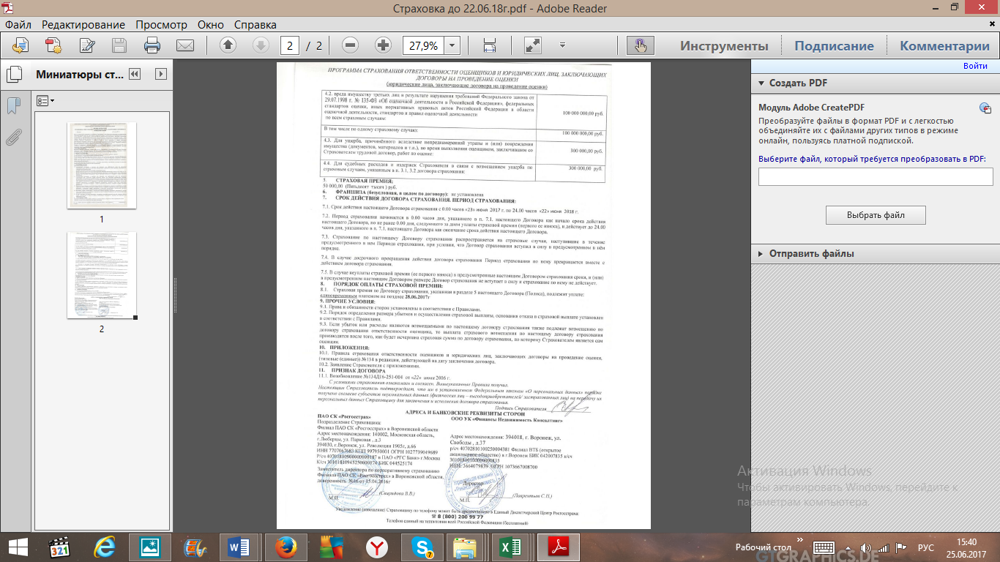 Страховка до 22.06.18г.pdf - Adobe Reader
Файл Редактирование Просмотр Окно Справка
2 / 2
27,9%
Инструменты Подписание Комментарии
Миниатюры ст...
1
2
ПРОГРАММА СТРАХОВАНИЯ ОТВЕТСТВЕННОСТИ ОЦЕНЩИКОВ И ЮРИДИЧЕСКИХ ЛИЦ, ЗАКЛЮЧАЮЩИХ
ДОГОВОРЫ НА ПРОВЕДЕНИЕ ОЦЕНКИ
(юридические лица, заключающие договора на проведение оценки)
4.2. вреда имуществу третьих лиц в результате нарушения требований Федерального закона от
29.07.1998 г. № 135-ФЗ «Об оценочной деятельности в Российской Федерации», федеральных
стандартов оценки, иных нормативных правовых актов Российской Федерации в области
оценочной деятельности, стандартов и правил оценочной деятельности
по всем страховым случаям:
100 000 000,00 руб.
В том числе по одному страховому случаю:
100 000 000,00 руб.
4.3. Для ущерба, причинённого вследствие непреднамеренной утраты и (или) повреждения
имущества (документов, материалов и т.д.), во время выполнения оценщиком, заключившим со
Страхователем трудовой договор, работ по оценке:
300 000,00 руб.
4.4. Для судебных расходов и издержек Страхователя в связи с возмещением ущерба по
страховым случаям, указанным в п. 3.1, 3.2 договора страхования:
300 000,00 руб.
5. СТРАХОВАЯ ПРЕМИЯ:
50 000,00 (Пятьдесят тысяч) руб.
6. ФРАНШИЗА (безусловная, в целом по договору): не установлена
7. СРОК ДЕЙСТВИЯ ДОГОВОРА СТРАХОВАНИЯ. ПЕРИОД СТРАХОВАНИЯ:
7.1. Срок действия настоящего Договора страхования с 0.00 часов «23» июня 2017 г. по 24.00 часов «22» июня 2018 г.
7.2. Период страхования начинается в 0.00 часов дня, указанного в п. 7.1. настоящего Договора как начало срока действия
настоящего Договора, но не ранее 0.00 дня, следующего за днем уплаты страховой премии (первого ее взноса), и действует до 24.00
часов дня, указанного в п. 7.1. настоящего Договора как окончание срока действия настоящего Договора.
7.3. Страхование по настоящему Договору страхования распространяется на страховые случаи, наступившие в течение
предусмотренного в нем Периода страхования, при условии, что Договор страхования вступил в силу в предусмотренном в нём
порядке.
7.4. В случае досрочного прекращения действия договора страхования Период страхования по нему прекращается вместе с
действием договора страхования.
7.5. В случае неуплаты страховой премии (ее первого взноса) в предусмотренные настоящим Договором страхования сроки, и (или)
в предусмотренном настоящим Договором размере Договор страхования не вступает в силу и страхование по нему не действует.
8. ПОРЯДОК ОПЛАТЫ СТРАХОВОЙ ПРЕМИИ:
8.1. Страховая премия по Договору страхования, указанная в разделе 5 настоящего Договора (Полиса), подлежит уплате:
единовременным платежом не позднее 28.06.2017г
9. ПРОЧИЕ УСЛОВИЯ:
9.1. Права и обязанности сторон установлены в соответствии с Правилами.
9.2. Порядок определения размера убытков и осуществления страховой выплаты, основания отказа в страховой выплате установлен
в соответствии с Правилами.
9.3. Если убыток или расходы являются возмещаемыми по настоящему договору страхования также подлежат возмещению по
договору страхования ответственности оценщика, то выплата страхового возмещения по настоящему договору страхования
производится после того, как будет исчерпана страховая сумма по договору страхования, по которому Страхователем является сам
оценщик.
10. ПРИЛОЖЕНИЯ:
10.1. Правила страхования ответственности оценщиков и юридических лиц, заключающих договоры на проведение оценки,
(типовые (единые)) №134 в редакции, действующей на дату заключения договора.
10.2. Заявление Страхователя с приложениями.
11. ПРИЗНАК ДОГОВОРА
11.1. Возобновление №134Д16-251-004 от «22» июня 2016 г.
С условиями страхования ознакомлен и согласен. Вышеуказанные Правила получил.
Настоящим Страхователь подтверждает, что им в установленном Федеральным законом «О персональных данных» порядке
получено согласие субъектов персональных данных (физических лиц – выгодоприобретателей/ застрахованных лиц) на передачу их
персональных данных Страховщику для заключения и исполнения договора страхования.
Подпись Страхователя
АДРЕСА И БАНКОВСКИЕ РЕКВИЗИТЫ СТОРОН
ПАО СК «Росгосстрах»
Подразделение Страховщика:
Филиал ПАО СК «Росгосстрах» в Воронежской области
Адрес местонахождения: 140002, Московская область,
г.Люберцы, ул. Парковая , д.3
394030, г.Воронеж, ул. Революции 1905г, д.66
ИНН 7707067683 КПП 997950001 ОГРН 1027739049689
в ПАО «РГС Банк» г.Москва
БИК 044525174
Заместитель директора по корпоративному страхованию
Филиала ПАО СК «Росгосстрах» в Воронежской области,
доверенность №16 от 15.04.2016г
(Свиридова В.В.)
М.П.
ООО УК «Финансы Недвижимость Консалтинг»
Адрес местонахождения: 394018, г. Воронеж, ул.
Свободы , д.37
р/сч 40702810100250004381 Филиал ВТБ (открытое
акционерное общество) в г.Воронеж БИК 042007835 к/сч
30101810100000000835
ИНН: 3664079839 ОГРН 1073667008700
Директор
(Лаврентьев С.П.)
М.П.
Уведомление (извещение) Страховщику по телефону может быть предоставлено в Единый Диспетчерский Центр Росгосстраха:
☎ 8 (800) 200 99 77
Телефон единый на территории всей Российской Федерации (бесплатный)
Войти
Создать PDF
Модуль Adobe CreatePDF
Преобразуйте файлы в формат PDF и с легкостью
объединяйте их с файлами других типов в режиме
онлайн, пользуясь платной подпиской.
Выберите файл, который требуется преобразовать в PDF:
Выбрать файл
Отправить файлы
Активация Windows
Чтобы активировать Windows, перейдите к
параметрам компьютера.
321
7
Рабочий стол
РУС
15:40
25.06.2017
GTGRAPHICS.DE